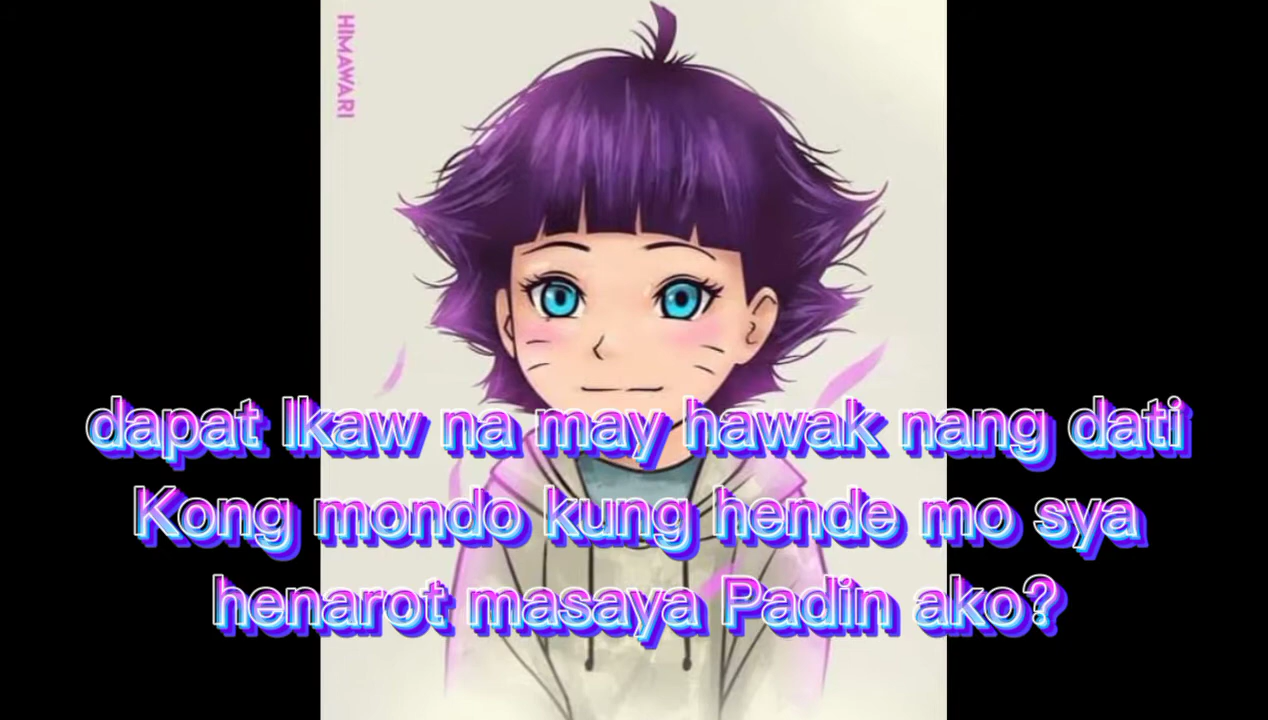 HIMAWARI
dapat Ikaw na may hawak nang dati
Kong mondo kung hende mo sya
henarot masaya Padin ako?